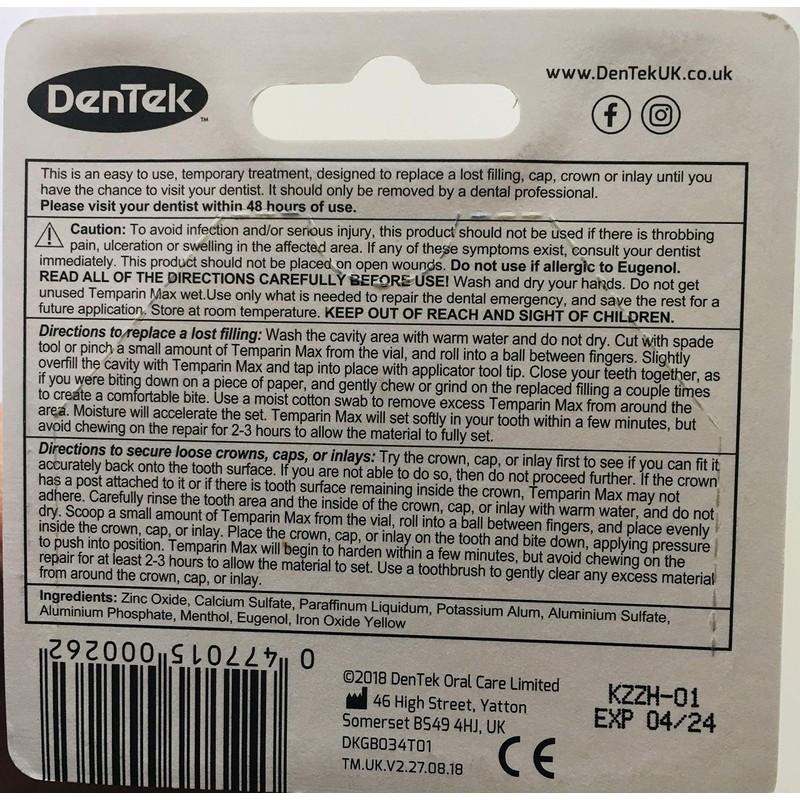 DenTek™
www.DenTekUK.co.uk
This is an easy to use, temporary treatment, designed to replace a lost filling, cap, crown or inlay until you
have the chance to visit your dentist. It should only be removed by a dental professional.
Please visit your dentist within 48 hours of use.
Caution: To avoid infection and/or serious injury, this product should not be used if there is throbbing
pain, ulceration or swelling in the affected area. If any of these symptoms exist, consult your dentist
immediately. This product should not be placed on open wounds. Do not use if allergic to Eugenol.
READ ALL OF THE DIRECTIONS CAREFULLY BEFORE USE! Wash and dry your hands. Do not get
unused Temparin Max wet.Use only what is needed to repair the dental emergency, and save the rest for a
future application. Store at room temperature. KEEP OUT OF REACH AND SIGHT OF CHILDREN.
Directions to replace a lost filling: Wash the cavity area with warm water and do not dry. Cut with spade
tool or pinch a small amount of Temparin Max from the vial, and roll into a ball between fingers. Slightly
overfill the cavity with Temparin Max and tap into place with applicator tool tip. Close your teeth together, as
if you were biting down on a piece of paper, and gently chew or grind on the replaced filling a couple times
to create a comfortable bite. Use a moist cotton swab to remove excess Temparin Max from around the
area. Moisture will accelerate the set. Temparin Max will set softly in your tooth within a few minutes, but
avoid chewing on the repair for 2-3 hours to allow the material to fully set.
Directions to secure loose crowns, caps, or inlays: Try the crown, cap, or inlay first to see if you can fit it
accurately back onto the tooth surface. If you are not able to do so, then do not proceed further. If the crown
has a post attached to it or if there is tooth surface remaining inside the crown, Temparin Max may not
adhere. Carefully rinse the tooth area and the inside of the crown, cap, or inlay with warm water, and do not
dry. Scoop a small amount of Temparin Max from the vial, roll into a ball between fingers, and place evenly
inside the crown, cap, or inlay. Place the crown, cap, or inlay on the tooth and bite down, applying pressure
to push into position. Temparin Max will begin to harden within a few minutes, but avoid chewing on the
repair for at least 2-3 hours to allow the material to set. Use a toothbrush to gently clear any excess material
from around the crown, cap, or inlay.
Ingredients: Zinc Oxide, Calcium Sulfate, Paraffinum Liquidum, Potassium Alum, Aluminium Sulfate,
Aluminium Phosphate, Menthol, Eugenol, Iron Oxide Yellow
0 477015 000262
©2018 DenTek Oral Care Limited
46 High Street, Yatton
Somerset BS49 4HJ, UK
DKGB034T01
TM.UK.V2.27.08.18
CE
KZZH-01
EXP 04/24